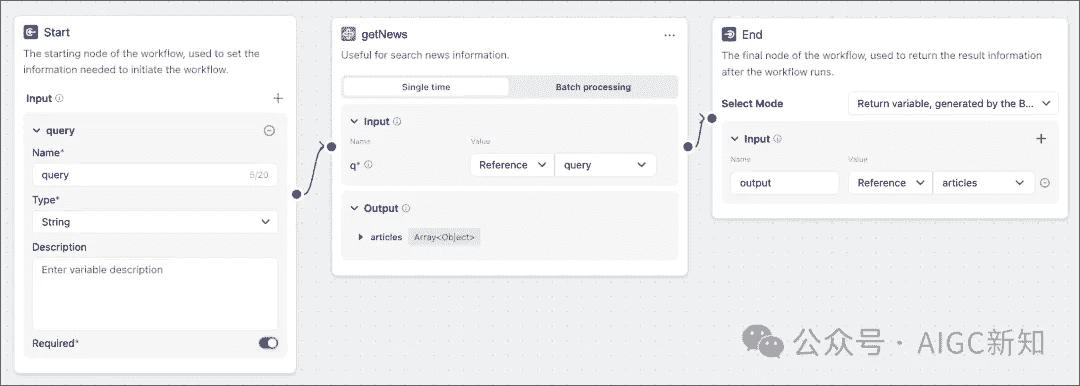 Start
The starting node of the workflow, used to set the
information needed to initiate the workflow.
Input
query
Name*
query
5/20
Type*
String
Description
Enter variable description
Required*
getNews
Useful for search news information.
Single time
Batch processing
Input
Name
Value
q*
Reference
query
Output
articles
Array<Object>
End
The final node of the workflow, used to return the result information
after the workflow runs.
Select Mode
Return variable, generated by the B...
Input
Name
Value
output
Reference
articles
公众号 · AIGC新知